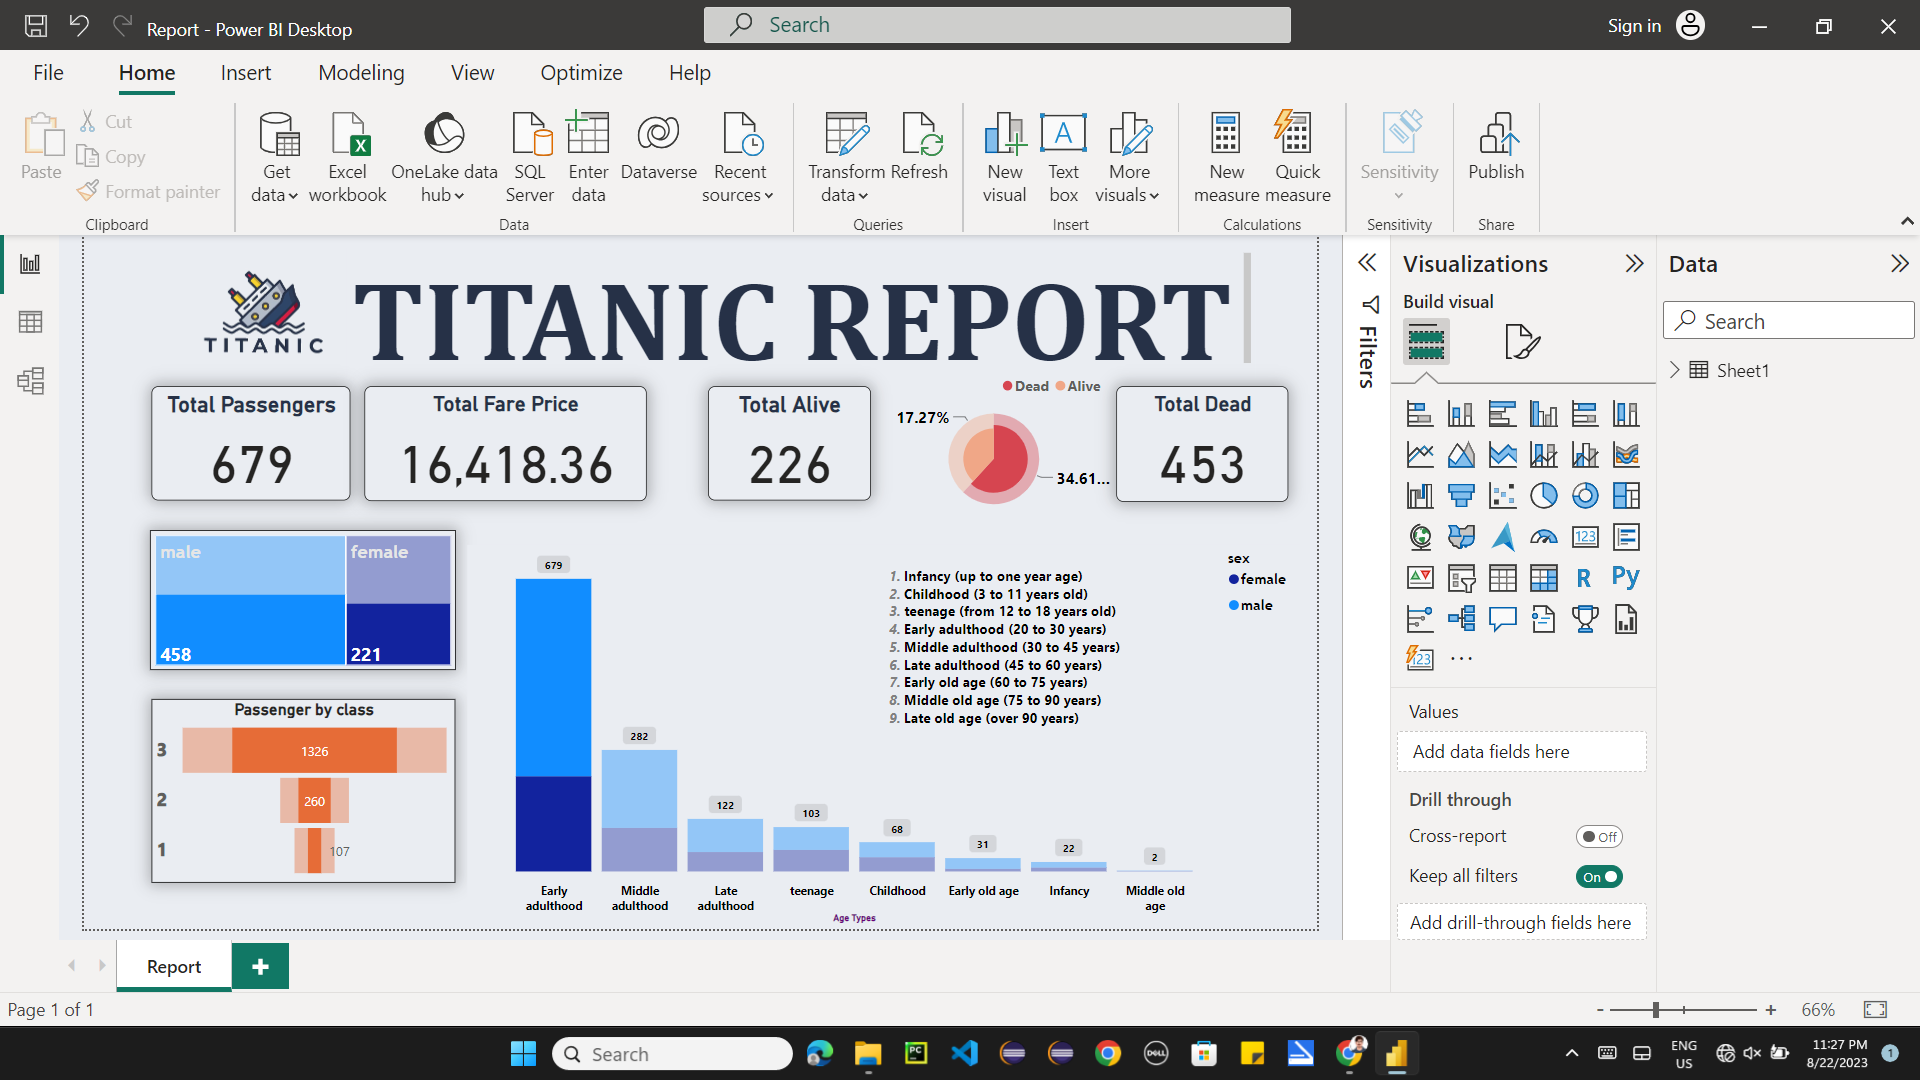 Report - Power BI Desktop
Search
Sign in
File
Home
Insert
Modeling
View
Optimize
Help
Paste
Cut
Copy
Format painter
Clipboard
Get
data
Excel
workbook
OneLake data
hub
SQL
Server
Enter
data
Dataverse
Recent
sources
Data
Transform
data
Refresh
Queries
New
visual
A
Text
box
More
visuals
Insert
New
measure
Quick
measure
Calculations
Sensitivity
Sensitivity
Publish
Share
TITANIC
TITANIC REPORT
Total Passengers
679
Total Fare Price
16,418.36
Total Alive
226
Dead
Alive
17.27%
34.61...
Total Dead
453
male
458
female
221
Passenger by class
3
1326
2
260
1
107
679
282
122
103
68
31
22
2
Early
adulthood
Middle
adulthood
Late
adulthood
teenage
Childhood
Early old age
Infancy
Middle old
age
Age Types
1. Infancy (up to one year age)
2. Childhood (3 to 11 years old)
3. teenage (from 12 to 18 years old)
4. Early adulthood (20 to 30 years)
5. Middle adulthood (30 to 45 years)
6. Late adulthood (45 to 60 years)
7. Early old age (60 to 75 years)
8. Middle old age (75 to 90 years)
9. Late old age (over 90 years)
sex
female
male
Filters
Visualizations
Build visual
123
R
Py
123
...
Values
Add data fields here
Drill through
Cross-report
Off
Keep all filters
On
Add drill-through fields here
Data
Search
Sheet1
Report
Page 1 of 1
-
+
66%
Search
PC
DELL
ENG
US
11:27 PM
8/22/2023
1